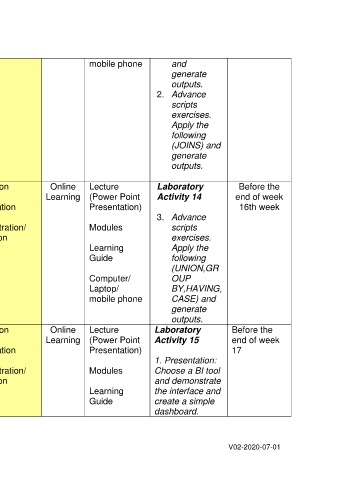 mobile phone
and
generate
outputs.
2. Advance
scripts
exercises.
Apply the
following
(JOINS) and
generate
outputs.
on
ation
tration/
on
Online
Learning
Lecture
(Power Point
Presentation)
Modules
Learning
Guide
Computer/
Laptop/
mobile phone
Laboratory
Activity 14
3. Advance
scripts
exercises.
Apply the
following
(UNION,GR
OUP
BY,HAVING,
CASE) and
generate
outputs.
Before the
end of week
16th week
on
ation
tration/
on
Online
Learning
Lecture
(Power Point
Presentation)
Modules
Learning
Guide
Laboratory
Activity 15
1. Presentation:
Choose a BI tool
and demonstrate
the interface and
create a simple
dashboard.
Before the
end of week
17
V02-2020-07-01